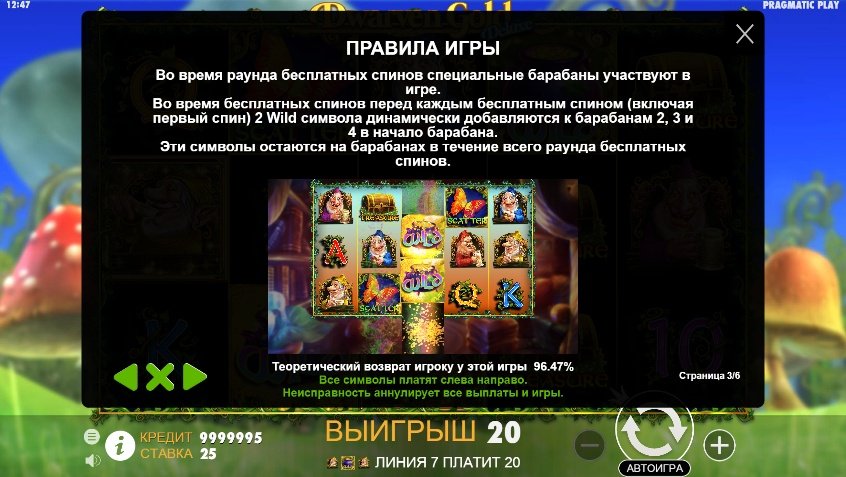 12:47
Dwarven Gold
Deluxe
PRAGMATIC PLAY
ПРАВИЛА ИГРЫ
Во время раунда бесплатных спинов специальные барабаны участвуют в
игре.
Во время бесплатных спинов перед каждым бесплатным спином (включая
первый спин) 2 Wild символа динамически добавляются к барабанам 2, 3 и
4 в начало барабана.
Эти символы остаются на барабанах в течение всего раунда бесплатных
спинов.
TREASURE
SCATTER
Wild
A
Wild
SCATTER
Q
K
Теоретический возврат игроку у этой игры 96.47%
Все символы платят слева направо.
Неисправность аннулирует все выплаты и игры.
Страница 3/6
КРЕДИТ 9999995
СТАВКА 25
ВЫИГРЫШ 20
ЛИНИЯ 7 ПЛАТИТ 20
АВТОИГРА